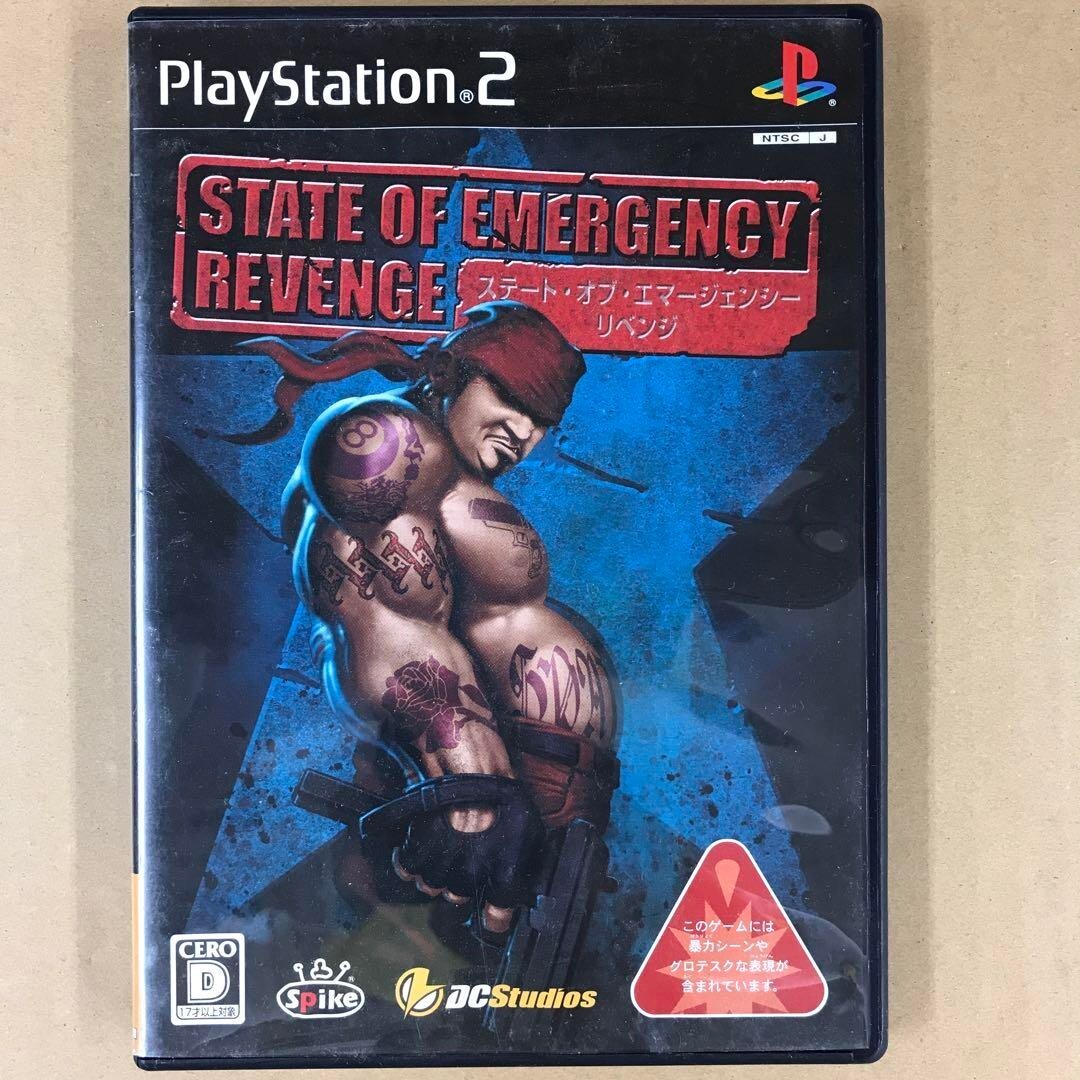 PlayStation®2
®
NTSC J
STATE OF EMERGENCY
REVENGE
ステート・オブ・エマージェンシー
リベンジ
8
CERO
D
17才以上対象
Spike®
DCStudios
このゲームには
暴力シーンや
グロテスクな表現が
含まれています。